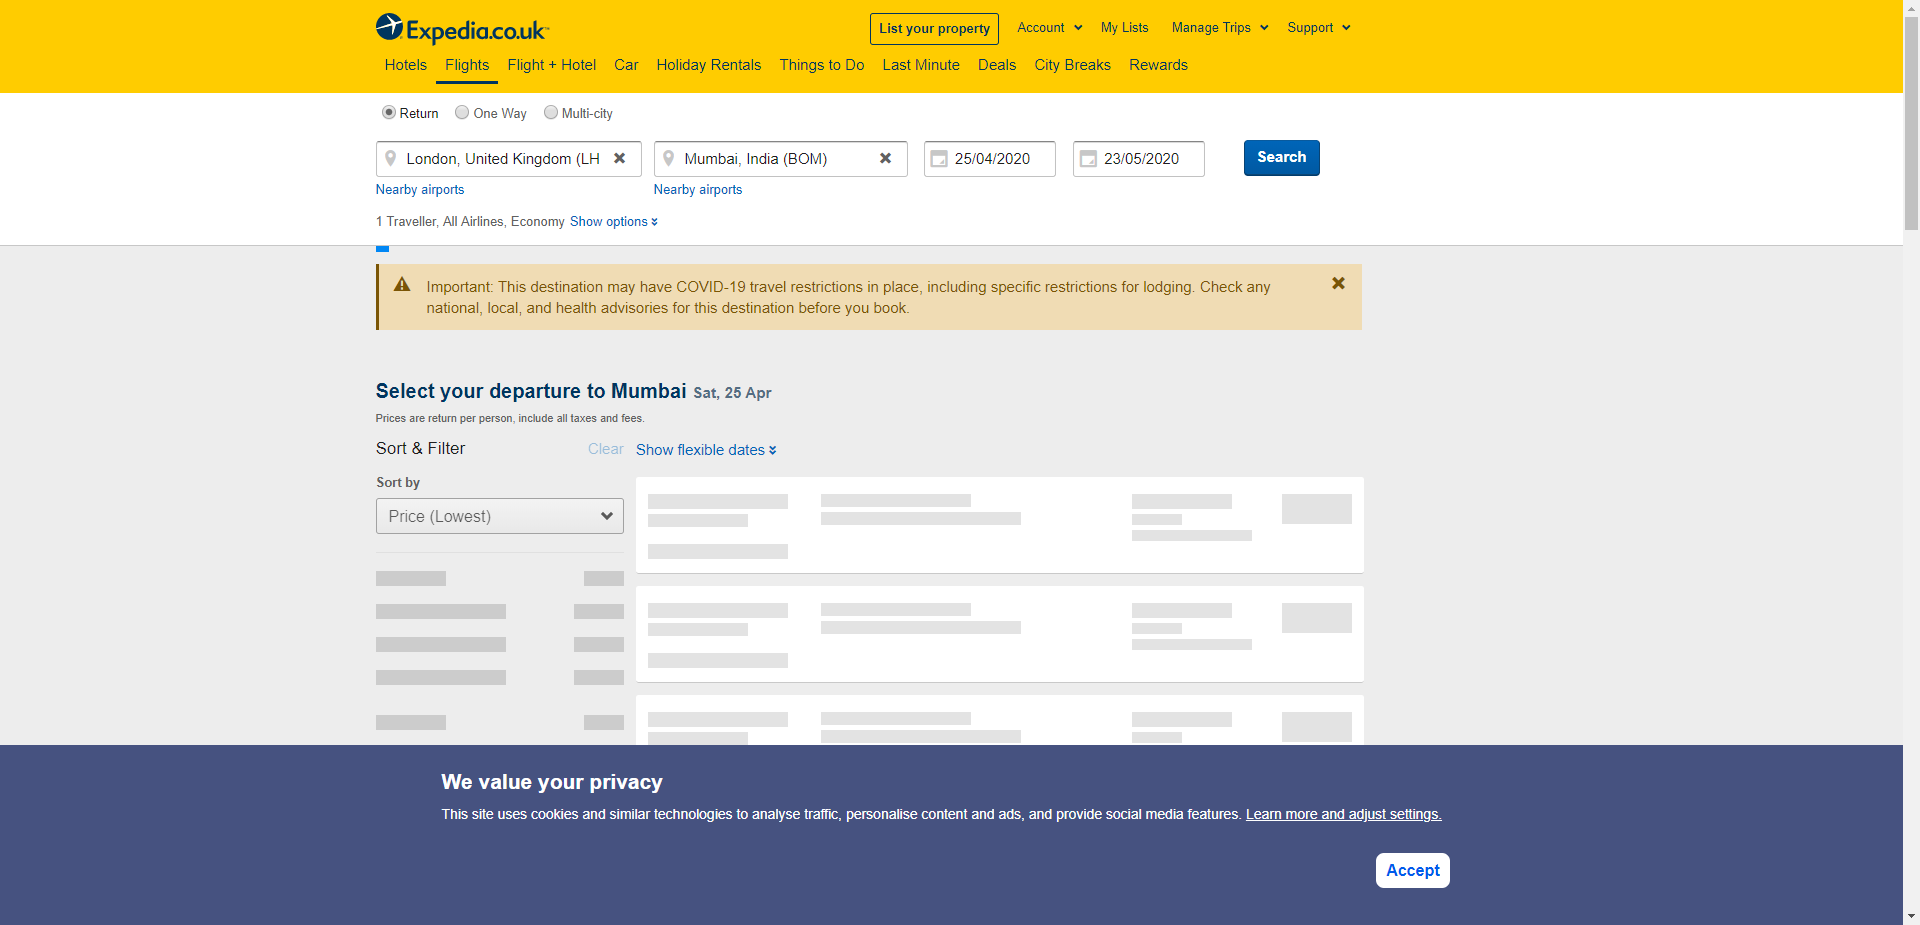 Expedia.co.uk
List your property
Account
My Lists
Manage Trips
Support
Hotels
Flights
Flight + Hotel
Car
Holiday Rentals
Things to Do
Last Minute
Deals
City Breaks
Rewards
Return
One Way
Multi-city
London, United Kingdom (LH
Mumbai, India (BOM)
25/04/2020
23/05/2020
Search
Nearby airports
Nearby airports
1 Traveller, All Airlines, Economy Show options
Important: This destination may have COVID-19 travel restrictions in place, including specific restrictions for lodging. Check any
national, local, and health advisories for this destination before you book.
Select your departure to Mumbai Sat, 25 Apr
Prices are return per person, include all taxes and fees.
Sort & Filter
Clear
Show flexible dates
Sort by
Price (Lowest)
We value your privacy
This site uses cookies and similar technologies to analyse traffic, personalise content and ads, and provide social media features. Learn more and adjust settings.
Accept